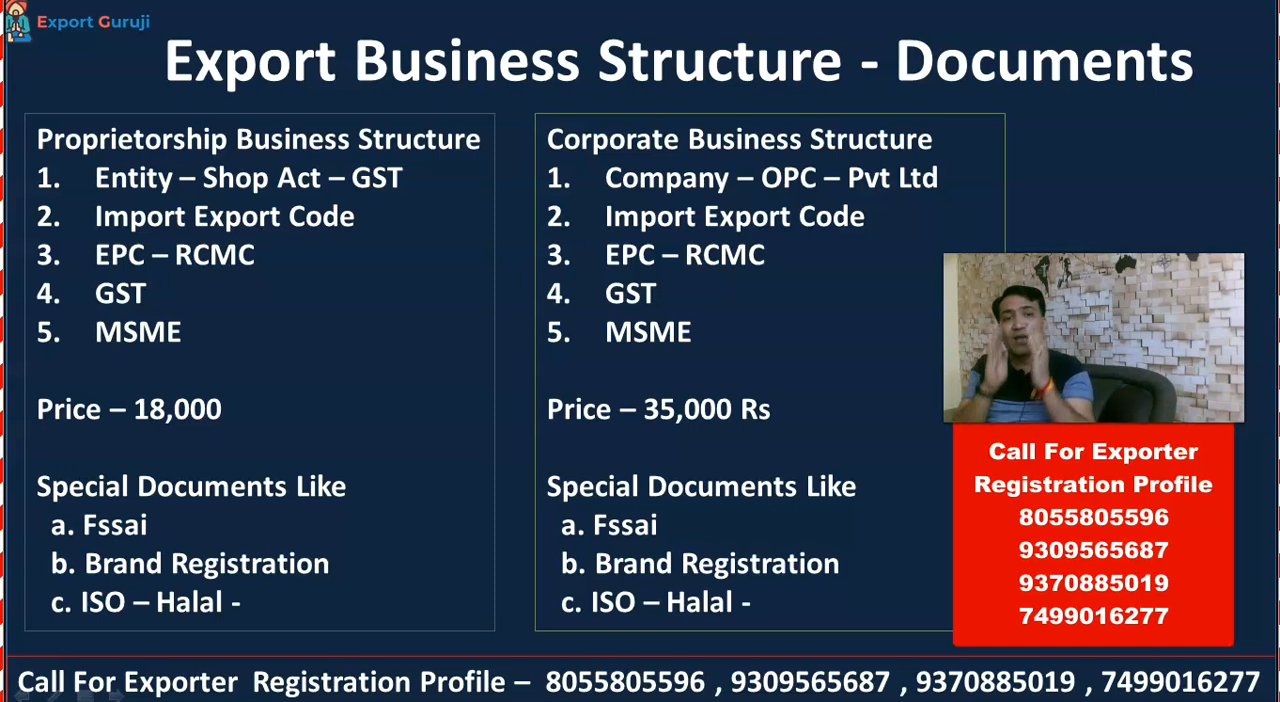 Export Guruji
Export Business Structure - Documents
Proprietorship Business Structure
1. Entity – Shop Act – GST
2. Import Export Code
3. EPC – RCMC
4. GST
5. MSME
Price – 18,000
Special Documents Like
a. Fssai
b. Brand Registration
c. ISO – Halal -
Corporate Business Structure
1. Company – OPC – Pvt Ltd
2. Import Export Code
3. EPC – RCMC
4. GST
5. MSME
Price – 35,000 Rs
Special Documents Like
a. Fssai
b. Brand Registration
c. ISO – Halal -
Call For Exporter
Registration Profile
8055805596
9309565687
9370885019
7499016277
Call For Exporter Registration Profile – 8055805596 , 9309565687 , 9370885019 , 7499016277